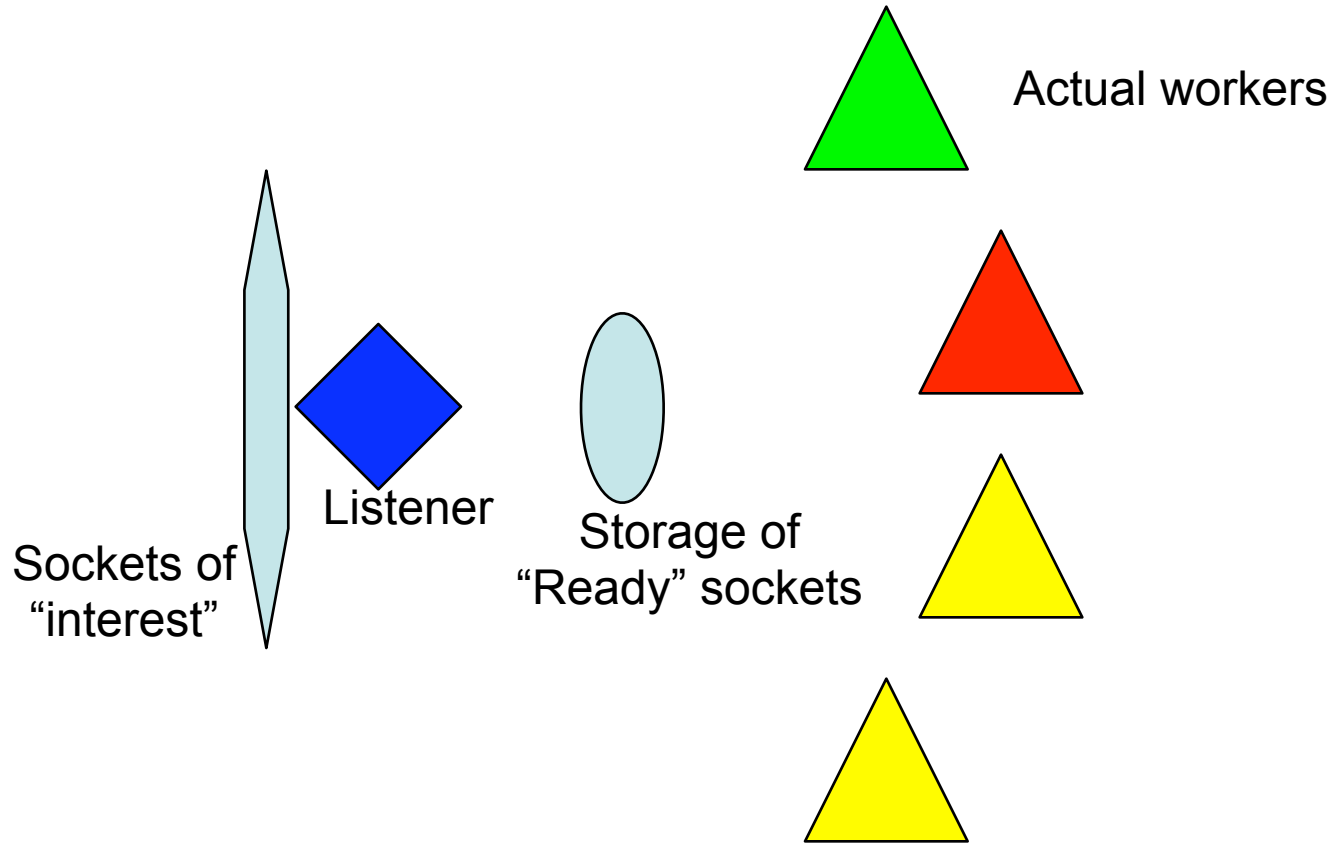 Actual workers
Listener
Sockets of
“interest”
Storage of
“Ready” sockets